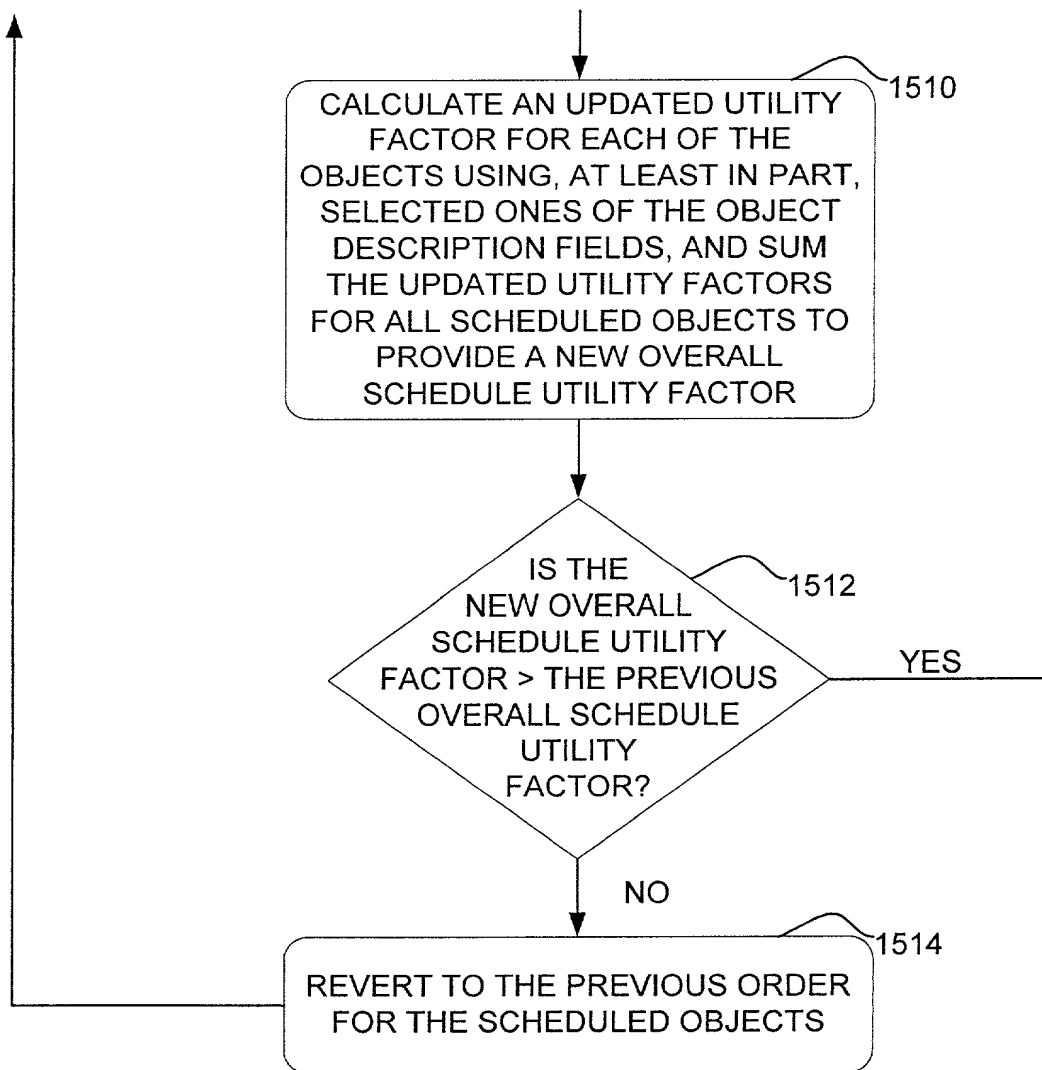 1510
CALCULATE AN UPDATED UTILITY
FACTOR FOR EACH OF THE
OBJECTS USING, AT LEAST IN PART,
SELECTED ONES OF THE OBJECT
DESCRIPTION FIELDS, AND SUM
THE UPDATED UTILITY FACTORS
FOR ALL SCHEDULED OBJECTS TO
PROVIDE A NEW OVERALL
SCHEDULE UTILITY FACTOR
1512
IS THE
NEW OVERALL
SCHEDULE UTILITY
FACTOR > THE PREVIOUS
OVERALL SCHEDULE
UTILITY
FACTOR?
YES
NO
1514
REVERT TO THE PREVIOUS ORDER
FOR THE SCHEDULED OBJECTS